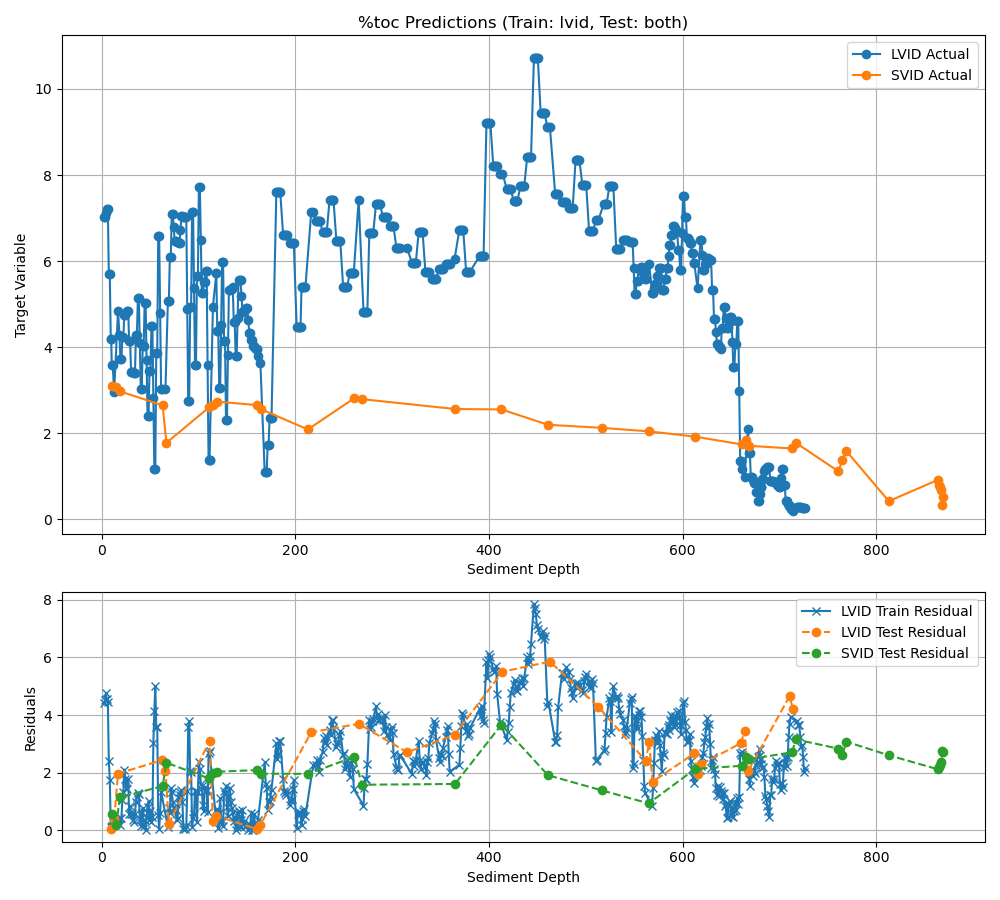 %toc Predictions (Train: lvid, Test: both)
LVID Actual
SVID Actual
Target Variable
10
8
6
4
2
0
0 200 400 600 800
Sediment Depth
LVID Train Residual
LVID Test Residual
SVID Test Residual
Residuals
8
6
4
2
0
0 200 400 600 800
Sediment Depth